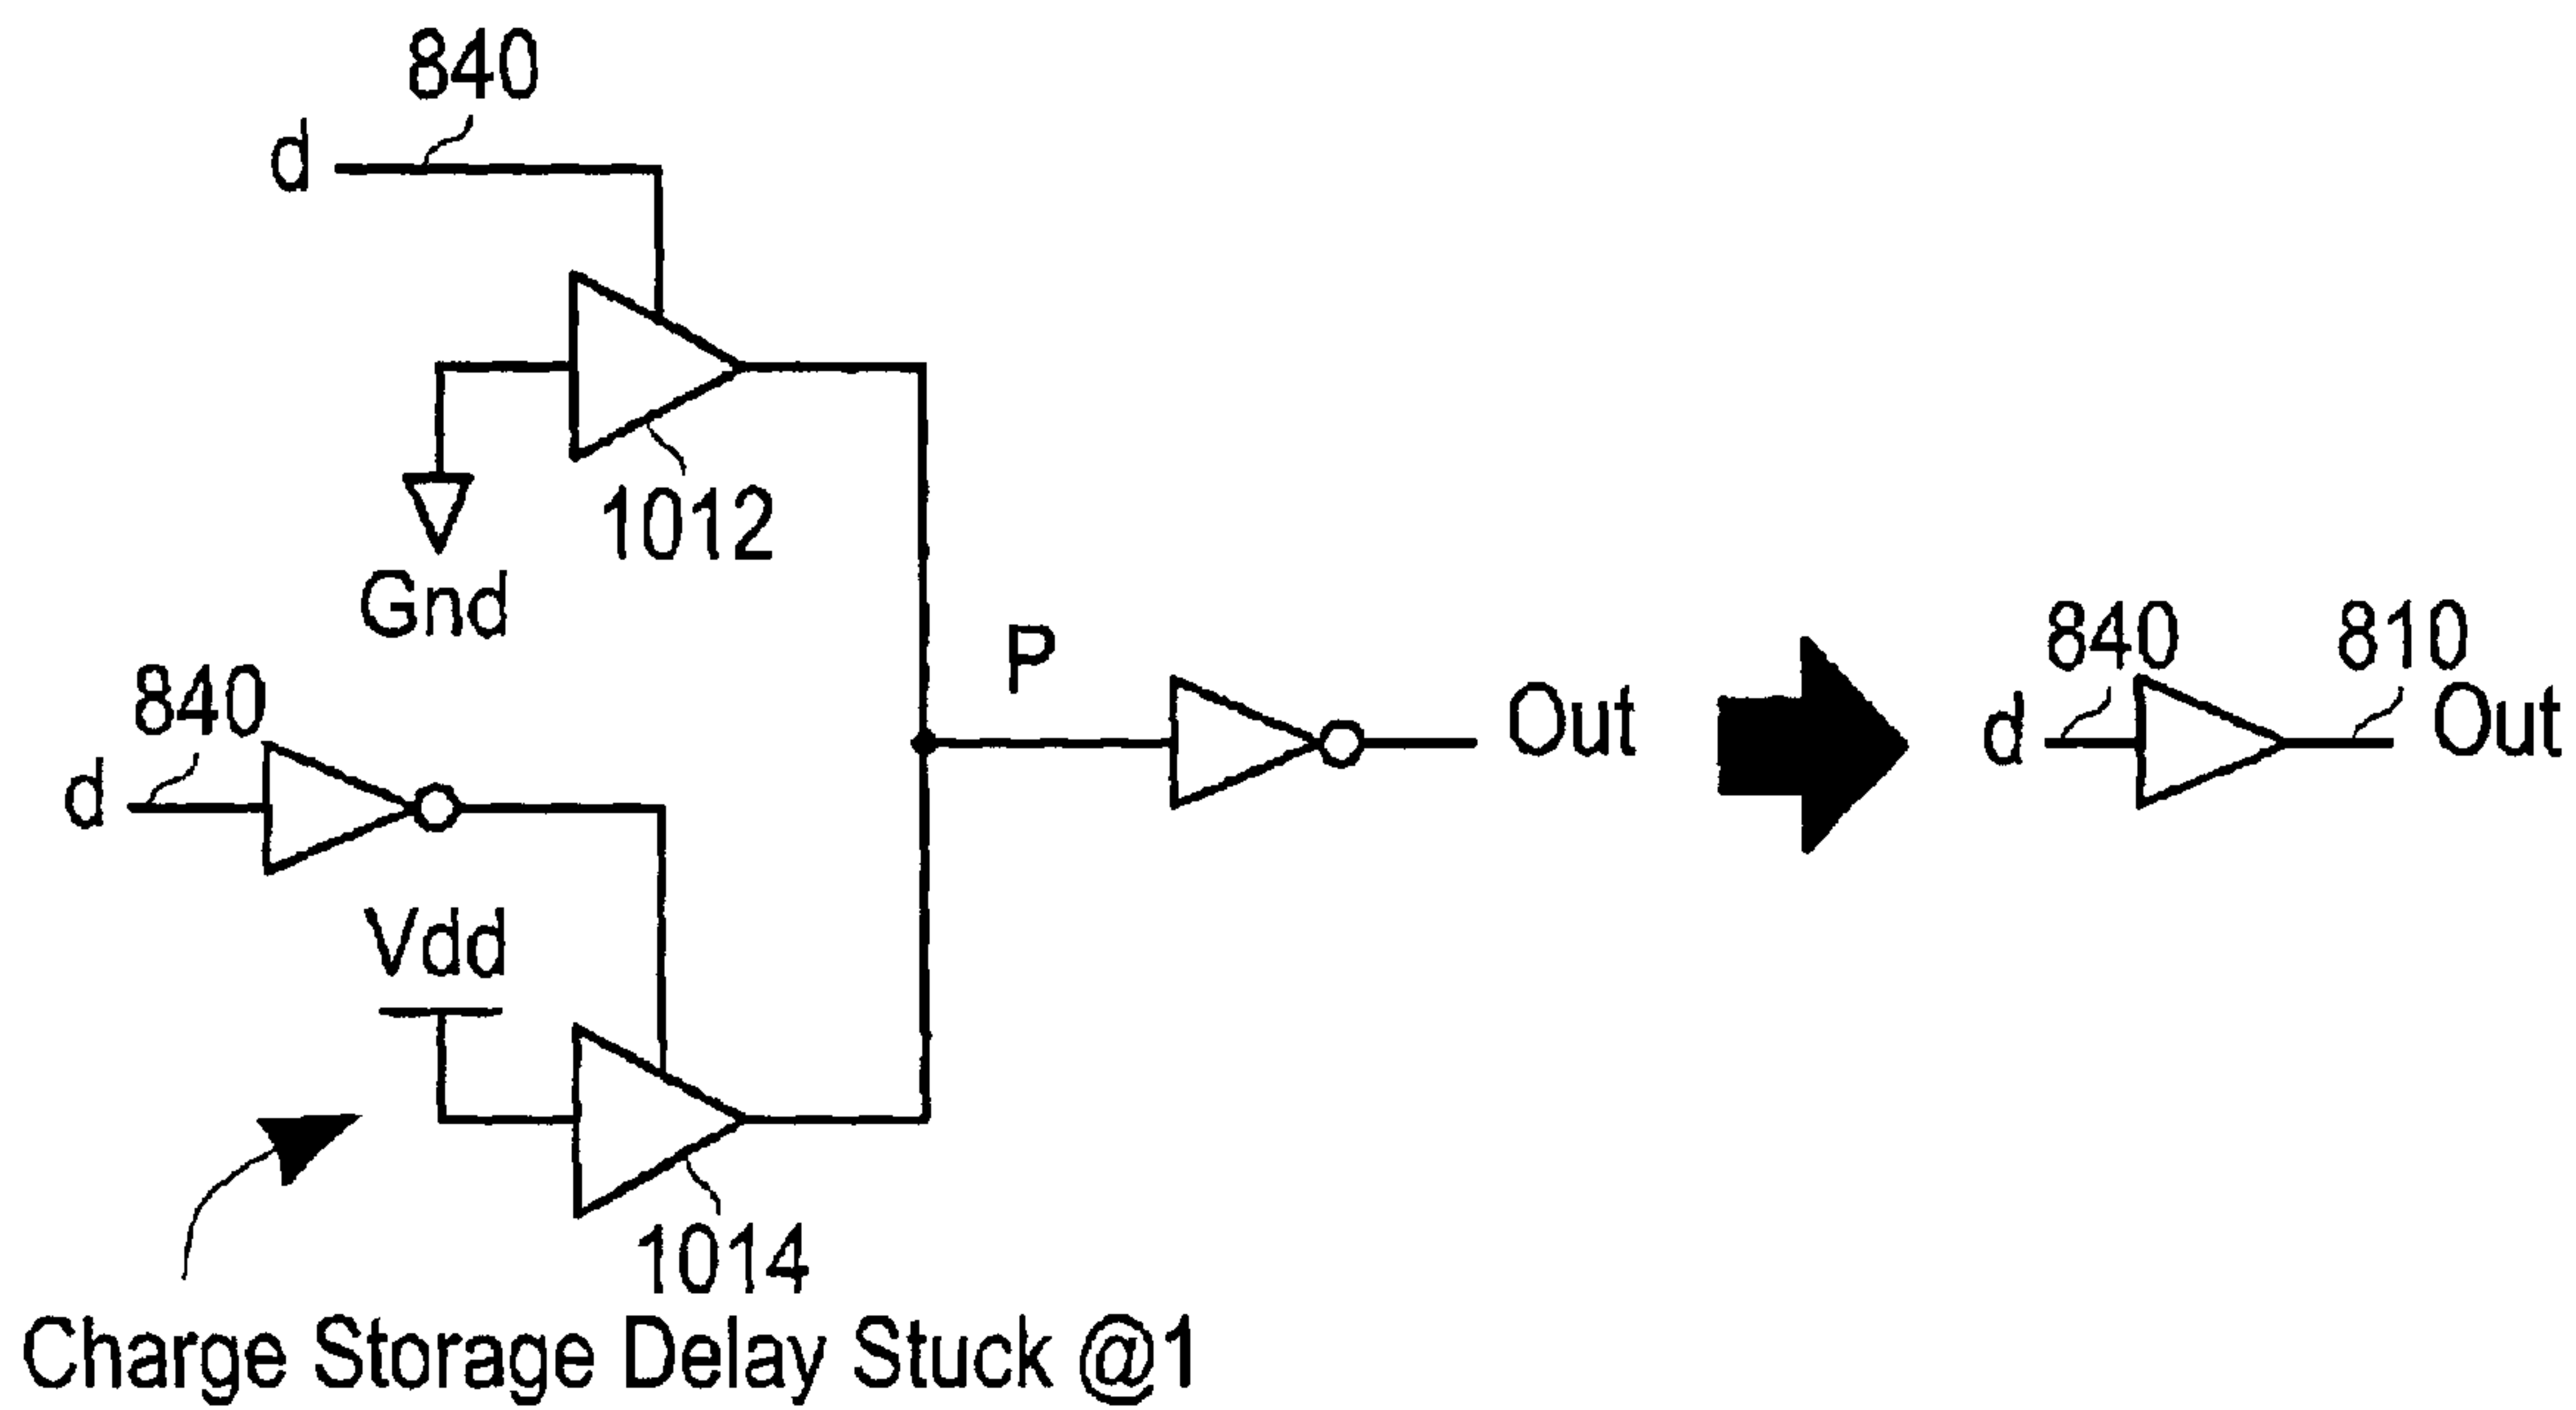 840
d
1012
Gnd
840
d
Vdd
P
Out
840
d
810
Out
1014
Charge Storage Delay Stuck @1